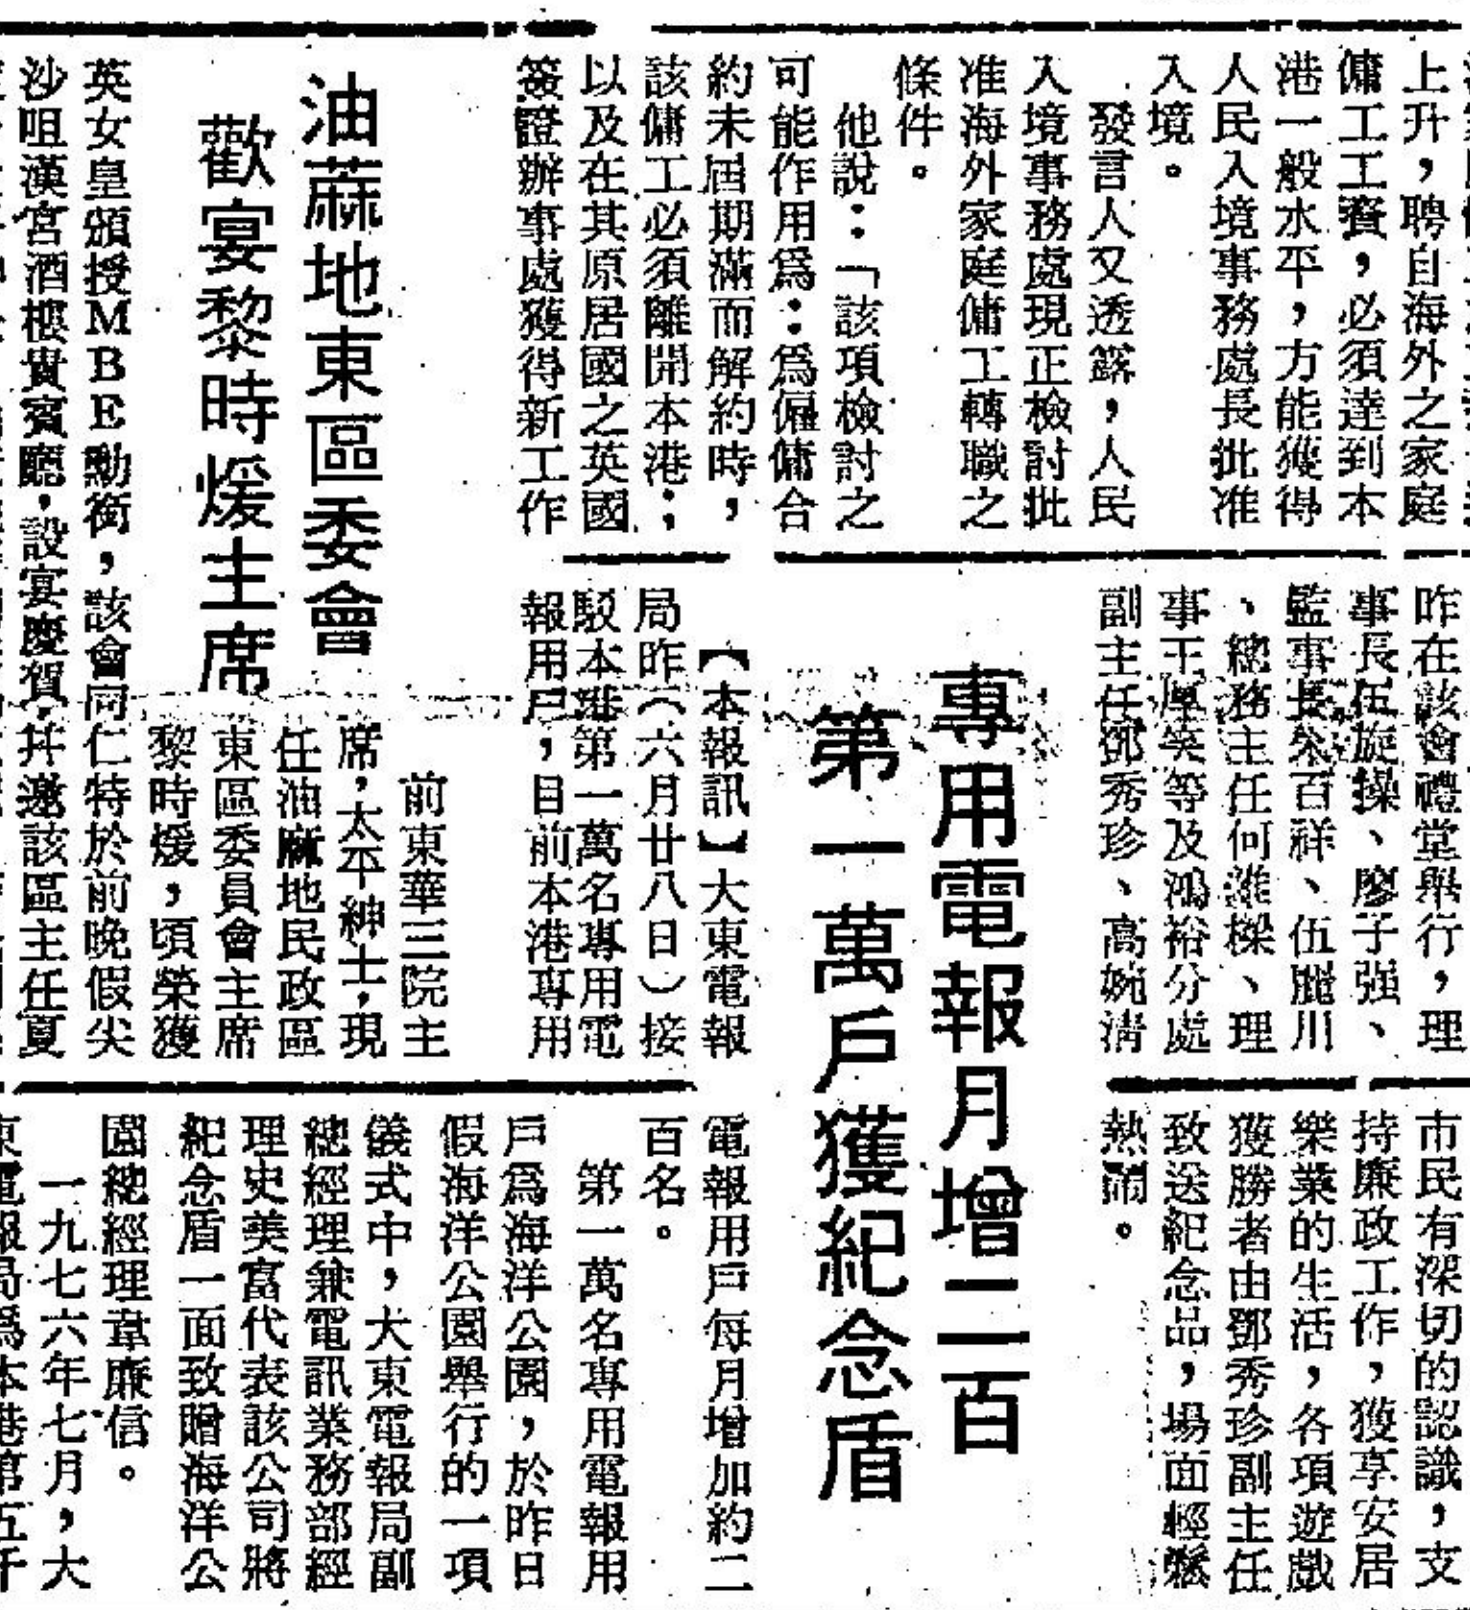 上升，聘自海外之家庭
傭工工資，必須達到本
港一般水平，方能獲得
人民入境事務處長批准
入境。
發言人又透露，人民
入境事務處現正檢討批
准海外家庭傭工轉職之
條件。
他說：「該項檢討之
可能作用爲：爲僱傭合
約未屆期滿而解約時，
該傭工必須離開本港；
以及在其原居國之英國
簽證辦事處獲得新工作
昨在該會禮堂舉行，理
事長伍旋操、廖子强、
監事長朱百祥、伍麗川
、總務主任何維樑、理
事王厚笑等及鴻裕分處
副主任鄧秀珍、高婉清
市民有深切的認識，支
持廉政工作，獲享安居
樂業的生活，各項遊戲
獲勝者由鄧秀珍副主任
致送紀念品，場面輕鬆
熱鬧。
專用電報月增二百
第一萬戶獲紀念盾
【本報訊】大東電報
局昨（六月廿八日）接
駁本港第一萬名專用電
報用戶，目前本港專用
電報用戶每月增加約二
百名。
第一萬名專用電報用
戶爲海洋公園，於昨日
假海洋公園舉行的一項
儀式中，大東電報局副
總經理兼電訊業務部經
理史美富代表該公司將
紀念盾一面致贈海洋公
園總經理韋廉信。
一九七六年七月，大
東電報局爲本港第五千
油蔴地東區委會
歡宴黎時煖主席
前東華三院主
席，太平紳士，現
任油麻地民政區
東區委員會主席
黎時煖，頃榮獲
英女皇頒授MBE勳銜，該會同仁特於前晚假尖
沙咀漢宮酒樓貴賓廳，設宴慶賀，幷邀該區主任夏